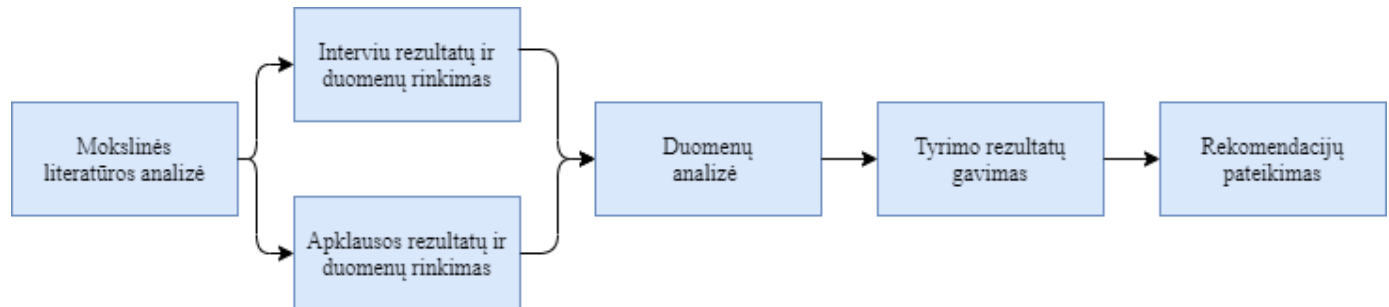 Mokslinės
literatūros analizė
Interviu rezultatų ir
duomenų rinkimas
Apklausos rezultatų ir
duomenų rinkimas
Duomenų
analizė
Tyrimo rezultatų
gavimas
Rekomendacijų
pateikimas